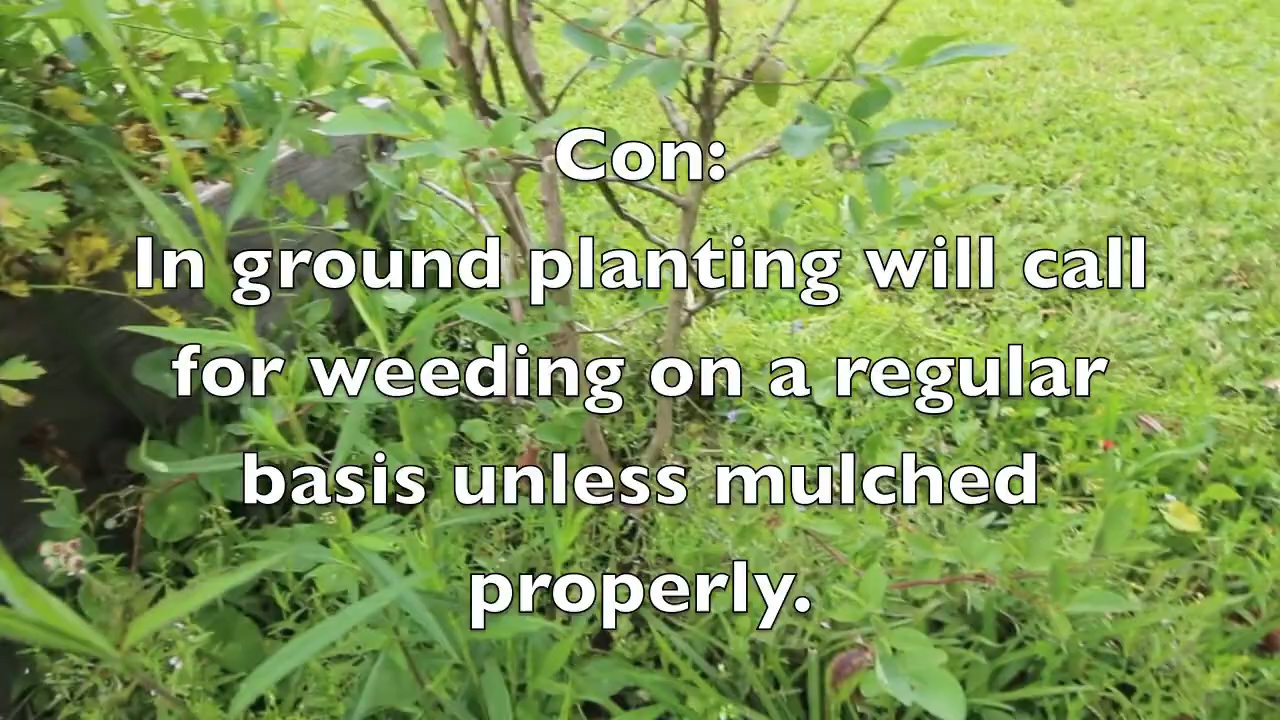 Con:
In ground planting will call
for weeding on a regular
basis unless mulched
properly.